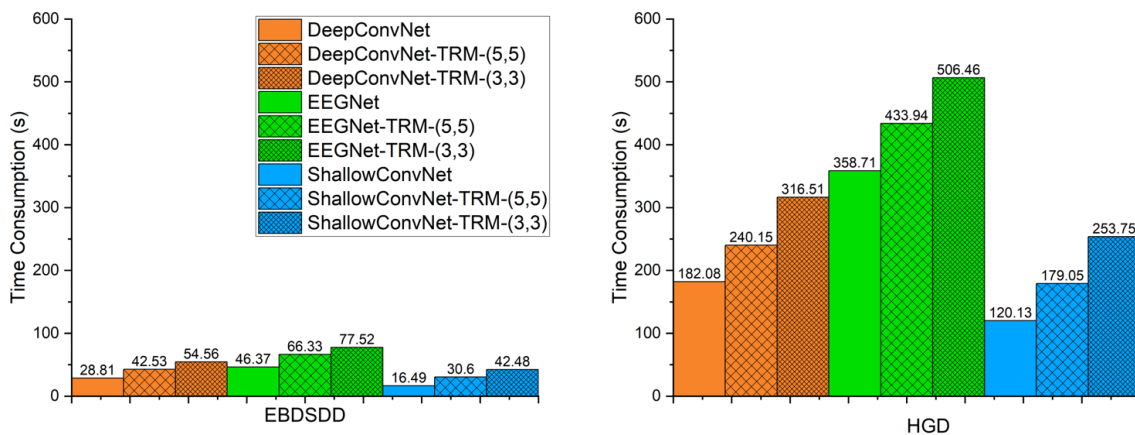 600
500
400
300
200
100
0
Time Consumption (s)
DeepConvNet
DeepConvNet-TRM-(5,5)
DeepConvNet-TRM-(3,3)
EEGNet
EEGNet-TRM-(5,5)
EEGNet-TRM-(3,3)
ShallowConvNet
ShallowConvNet-TRM-(5,5)
ShallowConvNet-TRM-(3,3)
28.81
42.53
54.56
46.37
66.33
77.52
16.49
30.6
42.48
EBDSDD
600
500
400
300
200
100
0
Time Consumption (s)
182.08
240.15
316.51
358.71
433.94
506.46
120.13
179.05
253.75
HGD